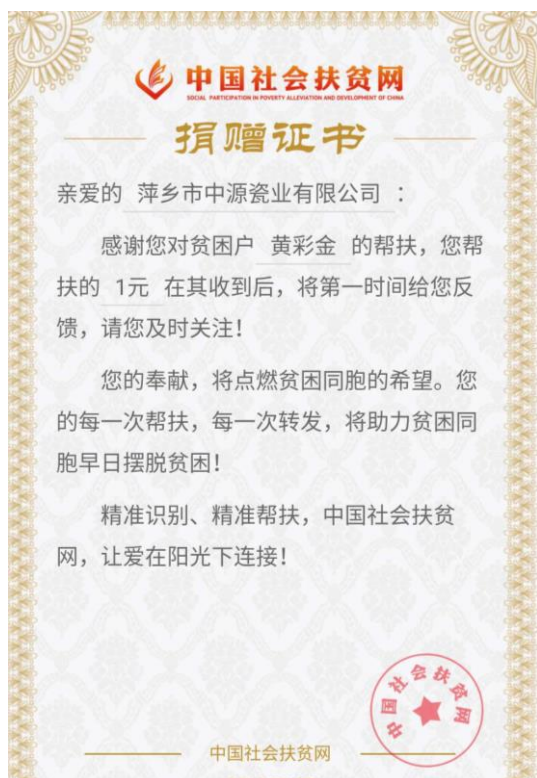 中国社会扶贫网
SOCIAL PARTICIPATION IN POVERTY ALLEVIATION AND DEVELOPMENT OF CHINA
捐赠证书
亲爱的 萍乡市中源瓷业有限公司 :
感谢您对贫困户 黄彩金 的帮扶，您帮
扶的 1元 在其收到后，将第一时间给您反
馈，请您及时关注！
您的奉献，将点燃贫困同胞的希望。您
的每一次帮扶，每一次转发，将助力贫困同
胞早日摆脱贫困！
精准识别、精准帮扶，中国社会扶贫
网，让爱在阳光下连接！
中国社会扶贫网
中国社会扶贫网